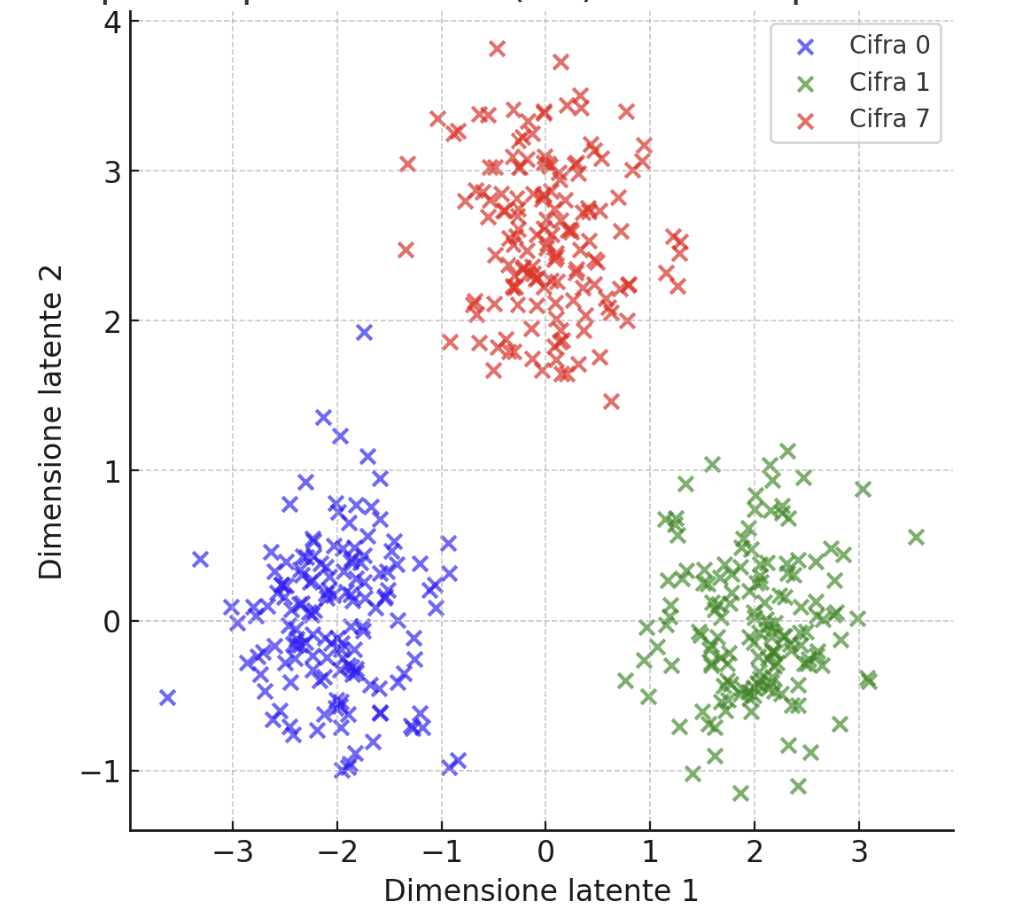 4
3
2
1
0
−1
−3 −2 −1 0 1 2 3
Dimensione latente 2
Dimensione latente 1
Cifra 0
Cifra 1
Cifra 7